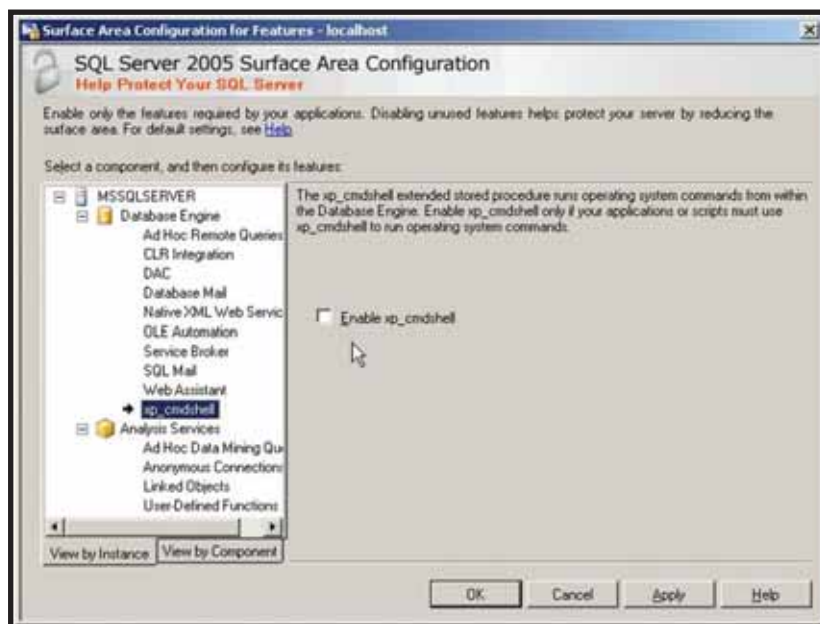 Surface Area Configuration for Features - localhost
SQL Server 2005 Surface Area Configuration
Help Protect Your SQL Server
Enable only the features required by your applications. Disabling unused features helps protect your server by reducing the
surface area. For default settings, see Help.
Select a component, and then configure its features:
MSSQLSERVER
Database Engine
Ad Hoc Remote Queries
CLR Integration
DAC
Database Mail
Native XML Web Servic
OLE Automation
Service Broker
SQL Mail
Web Assistant
xp_cmdshell
Analysis Services
Ad Hoc Data Mining Qu
Anonymous Connections
Linked Objects
User-Defined Functions
View by Instance
View by Component
The xp_cmdshell extended stored procedure runs operating system commands from within
the Database Engine. Enable xp_cmdshell only if your applications or scripts must use
xp_cmdshell to run operating system commands.
Enable xp_cmdshell
OK
Cancel
Apply
Help